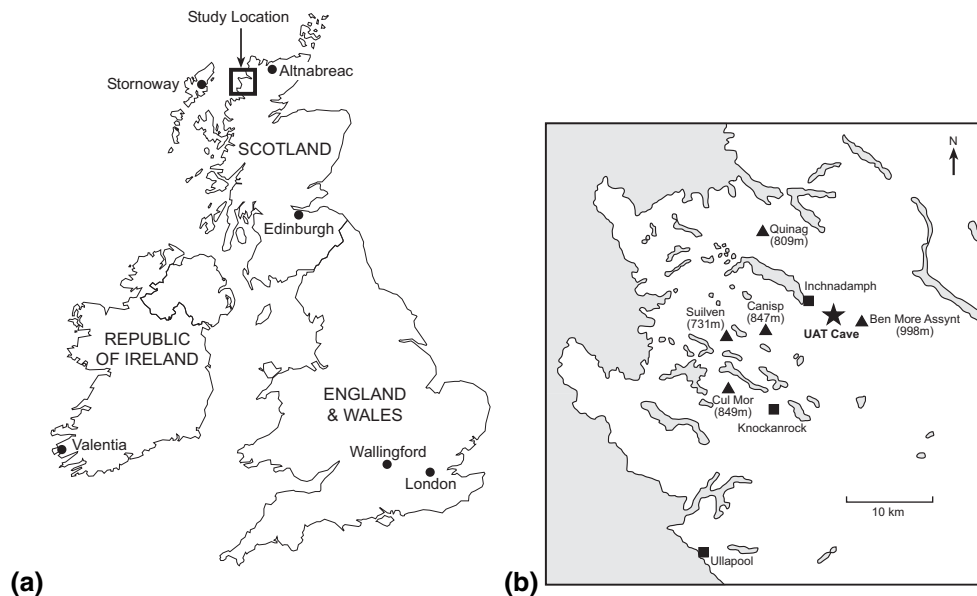 Study Location
Stornoway
Altnabreac
SCOTLAND
Edinburgh
REPUBLIC
OF IRELAND
ENGLAND
& WALES
Valentia
Wallingford
London
(a)
N
Quinag
(809m)
Inchnadamph
Suilven
(731m)
Canisp
(847m)
UAT Cave
Ben More Assynt
(998m)
Cul Mor
(849m)
Knockanrock
10 km
Ullapool
(b)